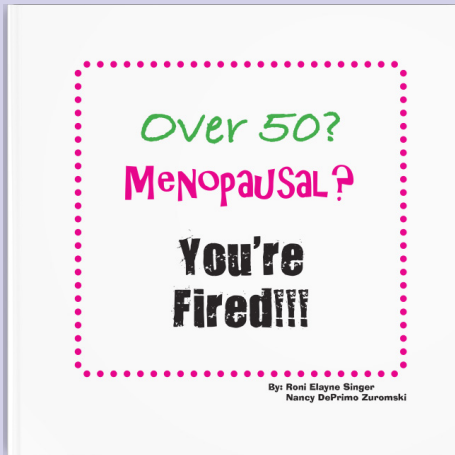 Over 50?
MeNopauSaL?
You're
Fired!!!
By: Roni Elayne Singer
Nancy DePrimo Zuromski